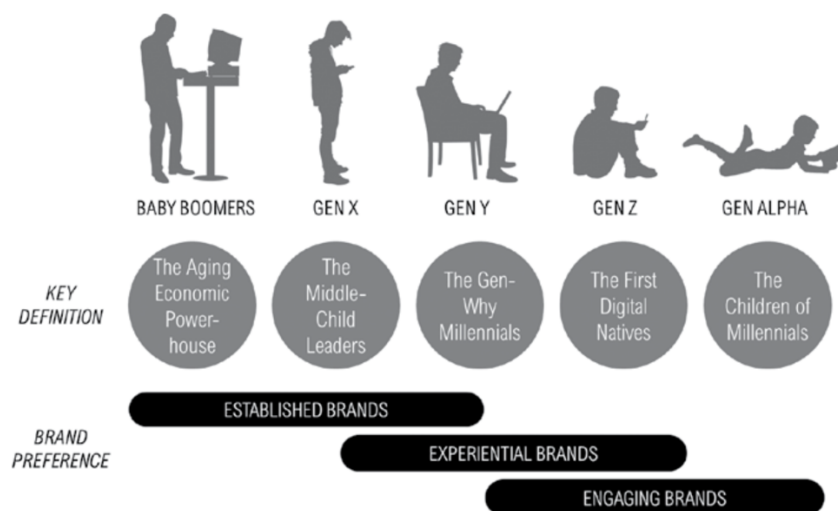 BABY BOOMERS GEN X GEN Y GEN Z GEN ALPHA
KEY
DEFINITION
The Aging
Economic
Power-
house
The
Middle-
Child
Leaders
The Gen-
Why
Millennials
The First
Digital
Natives
The
Children of
Millennials
BRAND
PREFERENCE
ESTABLISHED BRANDS
EXPERIENTIAL BRANDS
ENGAGING BRANDS